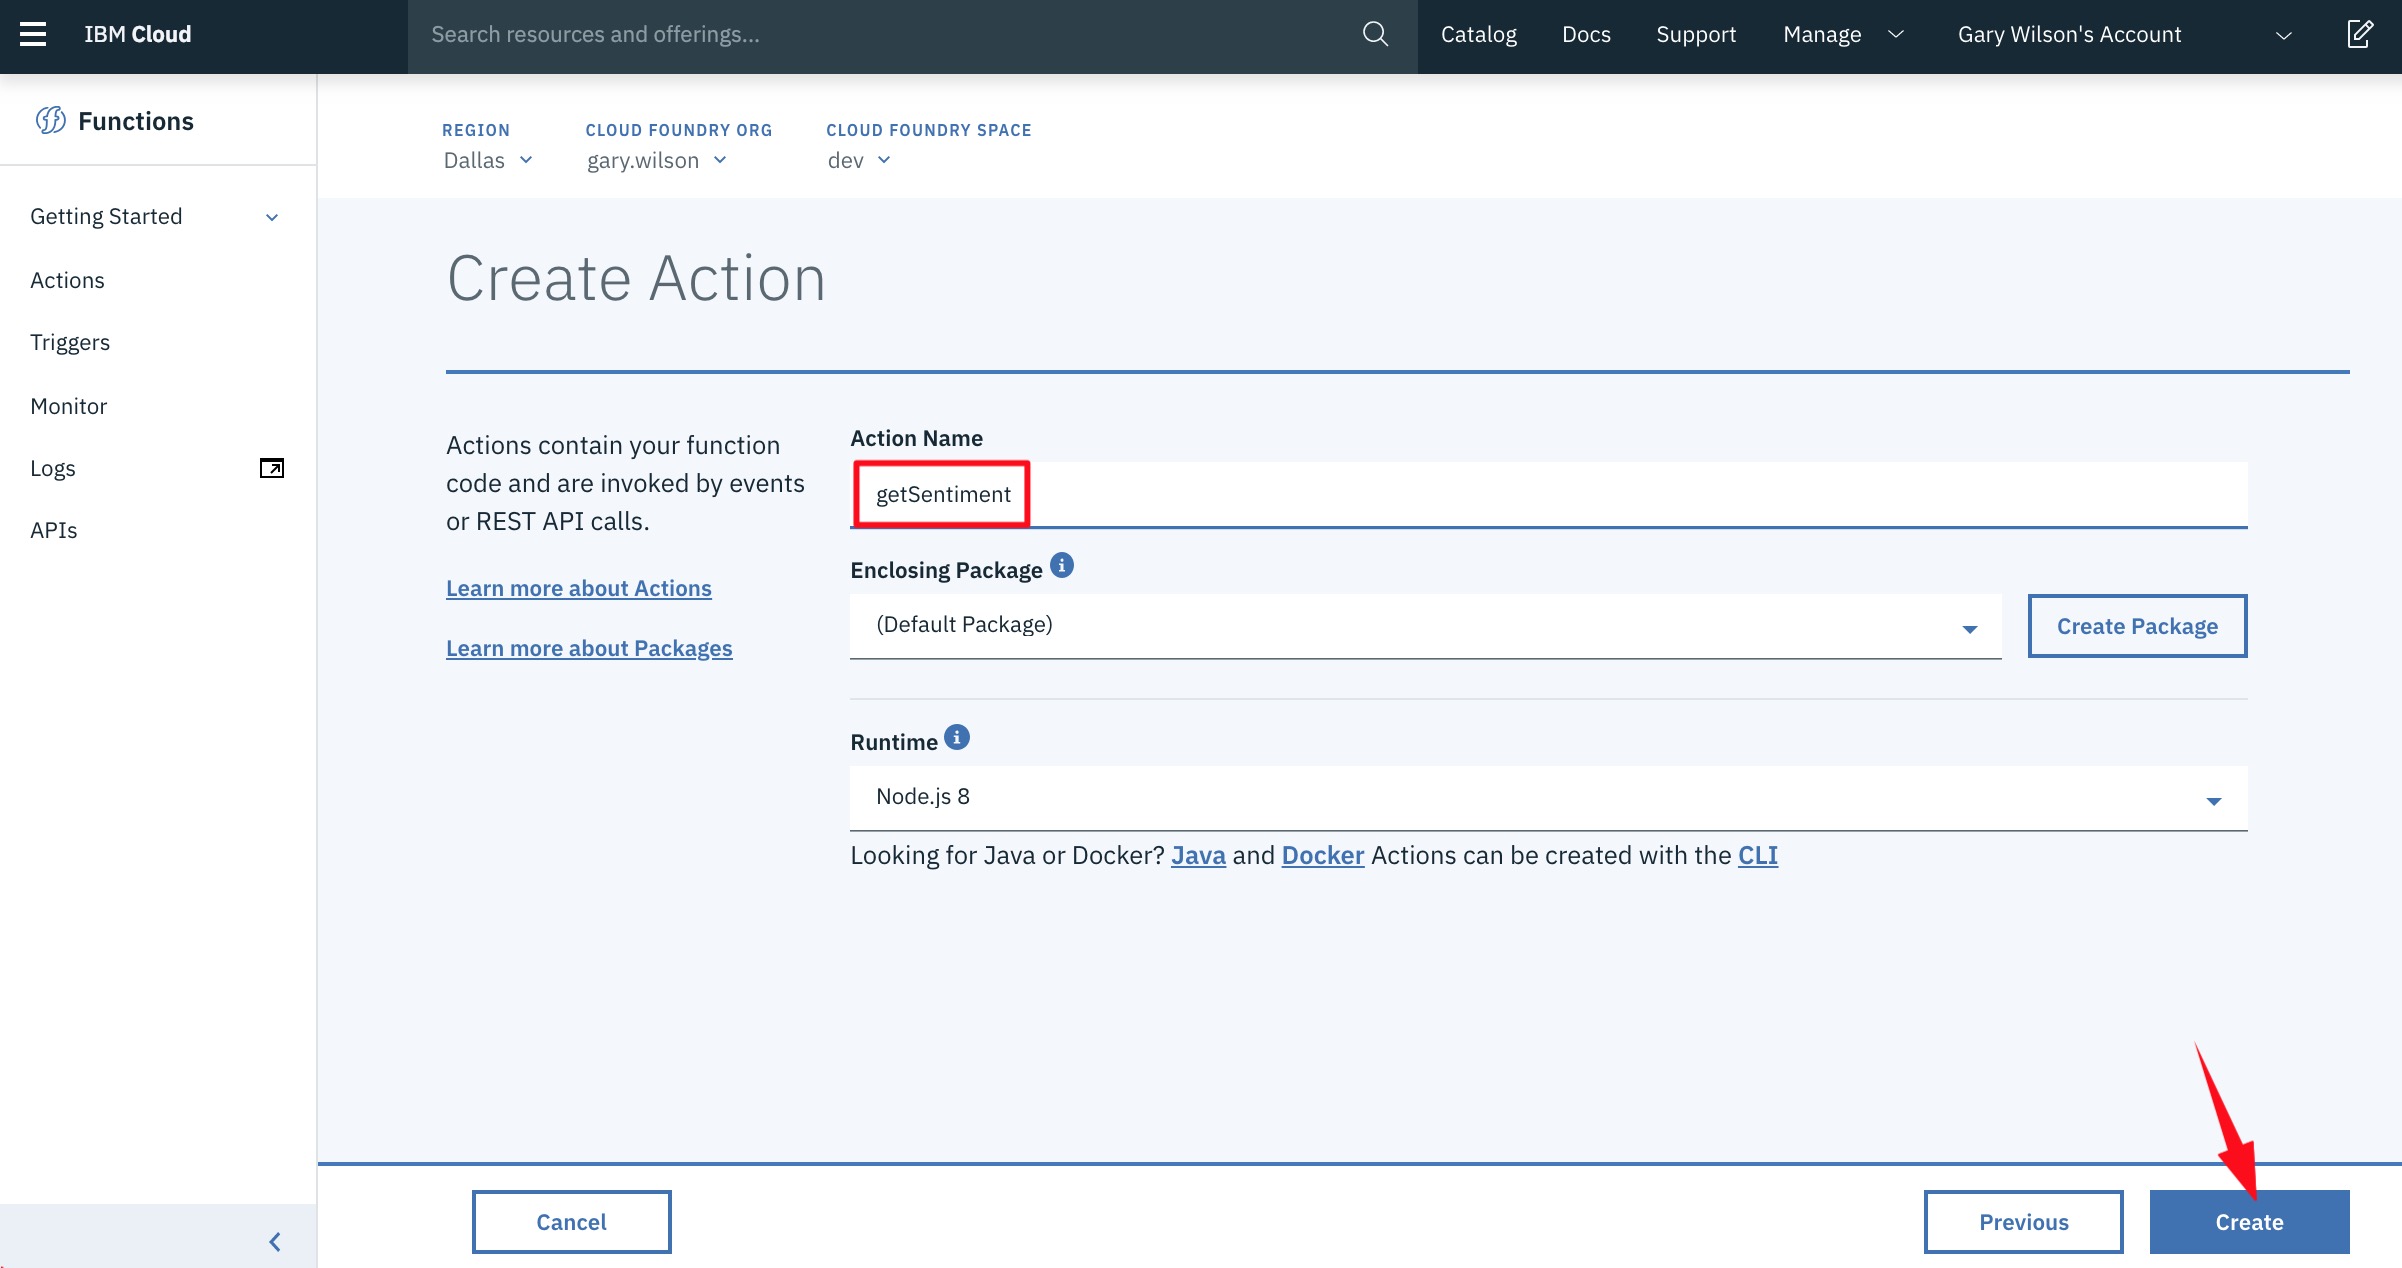 IBM Cloud
Search resources and offerings...
Catalog
Docs
Support
Manage
Gary Wilson's Account
Functions
Getting Started
Actions
Triggers
Monitor
Logs
APIs
REGION
Dallas
CLOUD FOUNDRY ORG
gary.wilson
CLOUD FOUNDRY SPACE
dev
Create Action
Actions contain your function
code and are invoked by events
or REST API calls.
Learn more about Actions
Learn more about Packages
Action Name
getSentiment
Enclosing Package
(Default Package)
Create Package
Runtime
Node.js 8
Looking for Java or Docker? Java and Docker Actions can be created with the CLI
Cancel
Previous
Create